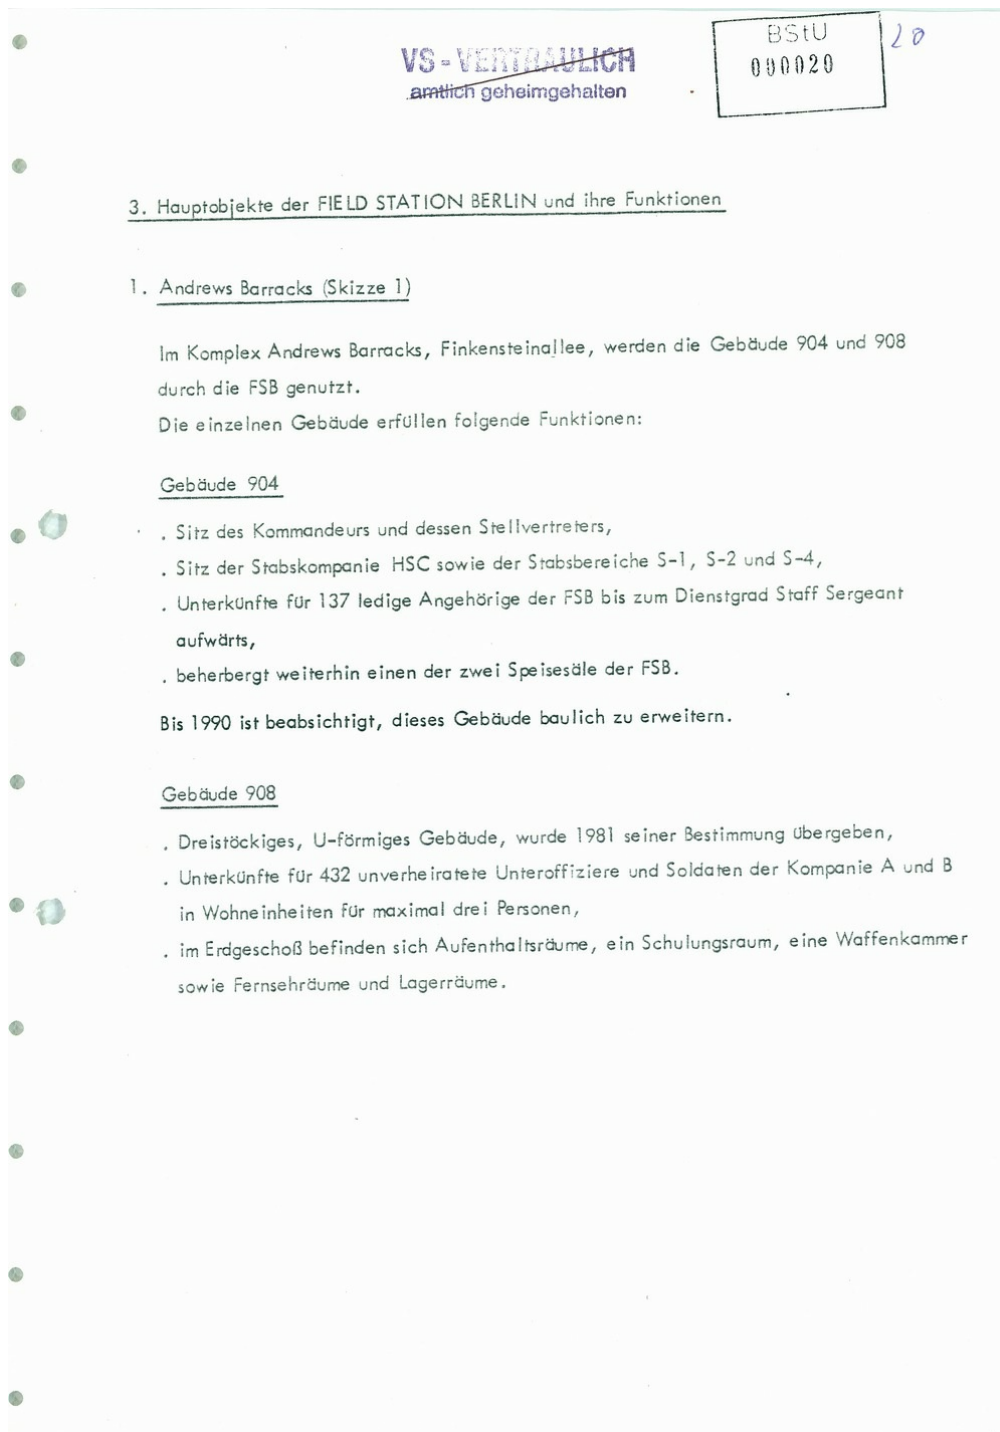 BStU
000020
20
VS-VERTRAULICH
amtlich geheimgehalten
3. Hauptobjekte der FIELD STATION BERLIN und ihre Funktionen
1. Andrews Barracks (Skizze 1)
Im Komplex Andrews Barracks, Finkensteinallee, werden die Gebäude 904 und 908
durch die FSB genutzt.
Die einzelnen Gebäude erfüllen folgende Funktionen:
Gebäude 904
. Sitz des Kommandeurs und dessen Stellvertreters,
. Sitz der Stabskompanie HSC sowie der Stabsbereiche S-1, S-2 und S-4,
. Unterkünfte für 137 ledige Angehörige der FSB bis zum Dienstgrad Staff Sergeant
aufwärts,
. beherbergt weiterhin einen der zwei Speisesäle der FSB.
Bis 1990 ist beabsichtigt, dieses Gebäude baulich zu erweitern.
Gebäude 908
. Dreistöckiges, U-förmiges Gebäude, wurde 1981 seiner Bestimmung übergeben,
. Unterkünfte für 432 unverheiratete Unteroffiziere und Soldaten der Kompanie A und B
in Wohneinheiten für maximal drei Personen,
. im Erdgeschoß befinden sich Aufenthaltsräume, ein Schulungsraum, eine Waffenkammer
sowie Fernsehräume und Lagerräume.